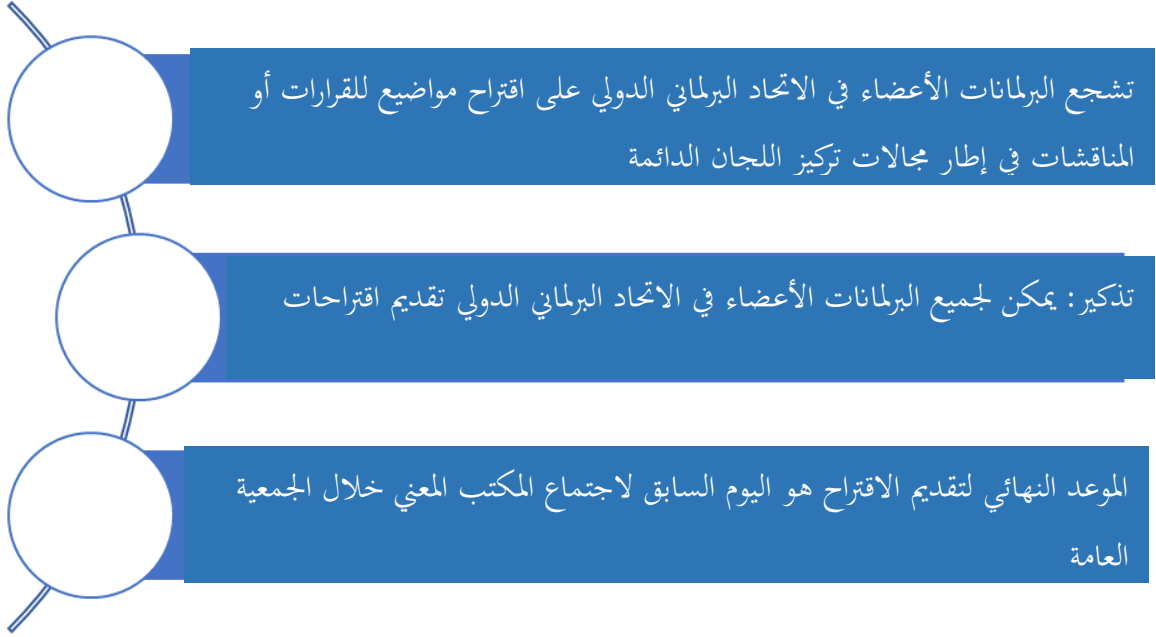 تشجع البرلمانات الأعضاء في الاتحاد البرلماني الدولي على اقتراح مواضيع للقرارات أو
المناقشات في إطار مجالات تركيز اللجان الدائمة
تذكير: يمكن لجميع البرلمانات الأعضاء في الاتحاد البرلماني الدولي تقديم اقتراحات
الموعد النهائي لتقديم الاقتراح هو اليوم السابق لاجتماع المكتب المعني خلال الجمعية
العامة